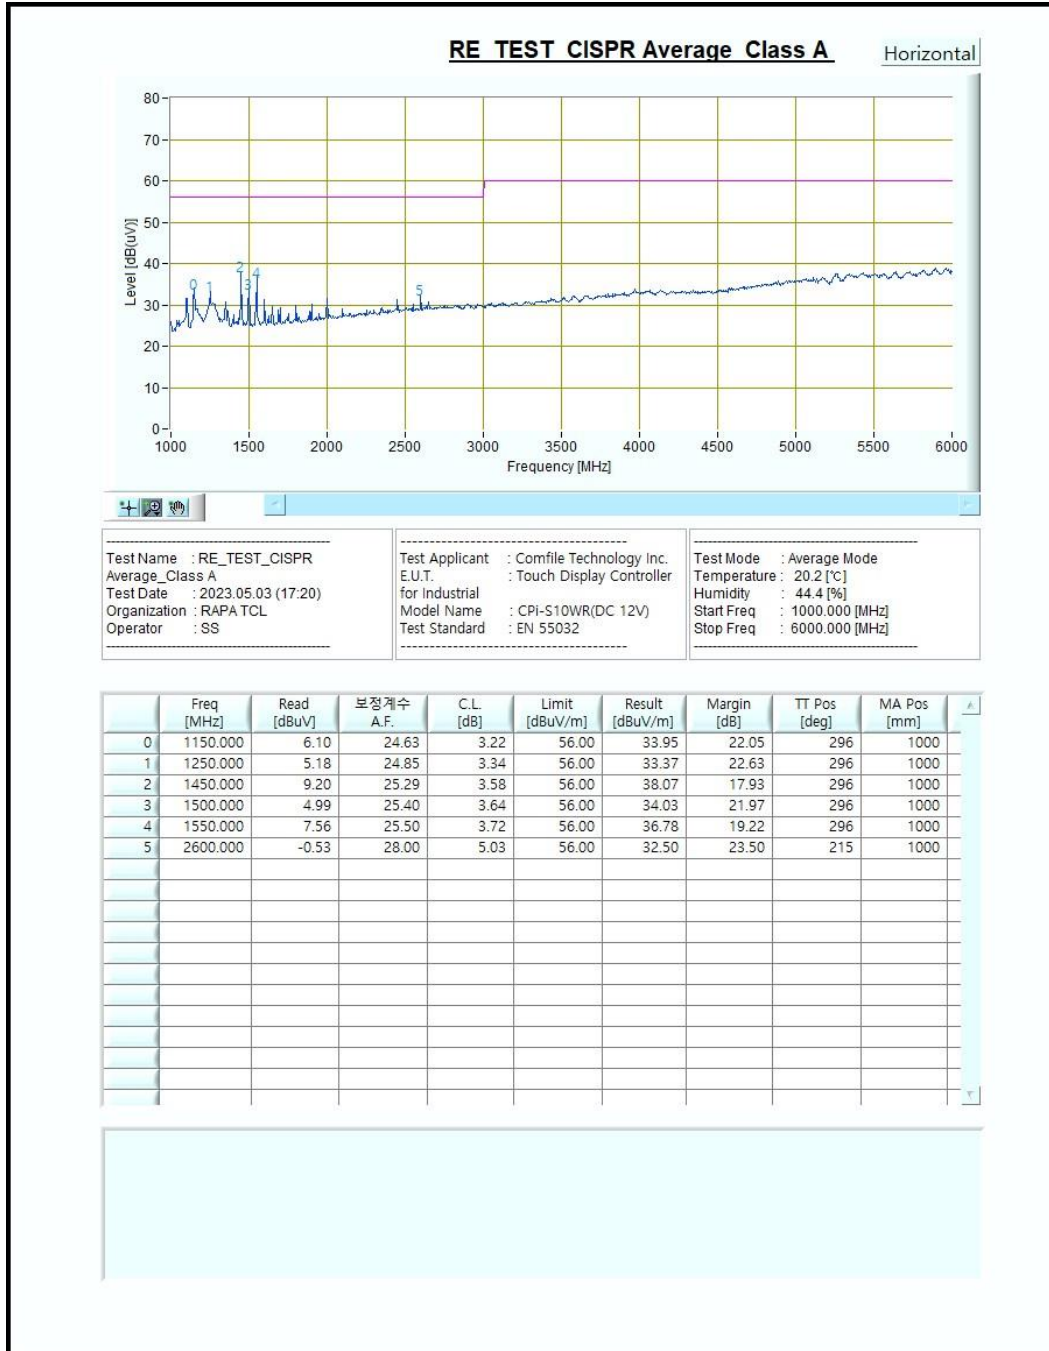 RE_TEST_CISPR Average_Class A
Horizontal
80
70
60
50
40
30
20
10
0
Level [dB(uV)]
0
1
2
3
4
5
1000
1500
2000
2500
3000
3500
4000
4500
5000
5500
6000
Frequency [MHz]
Test Name : RE_TEST_CISPR
Average_Class A
Test Date : 2023.05.03 (17:20)
Organization : RAPA TCL
Operator : SS
Test Applicant : Comfile Technology Inc.
E.U.T. : Touch Display Controller
for Industrial
Model Name : CPi-S10WR(DC 12V)
Test Standard : EN 55032
Test Mode : Average Mode
Temperature : 20.2 [℃]
Humidity : 44.4 [%]
Start Freq : 1000.000 [MHz]
Stop Freq : 6000.000 [MHz]
Freq [MHz] Read [dBuV] 보정계수 A.F. C.L. [dB] Limit [dBuV/m] Result [dBuV/m] Margin [dB] TT Pos [deg] MA Pos [mm]
0 1150.000 6.10 24.63 3.22 56.00 33.95 22.05 296 1000
1 1250.000 5.18 24.85 3.34 56.00 33.37 22.63 296 1000
2 1450.000 9.20 25.29 3.58 56.00 38.07 17.93 296 1000
3 1500.000 4.99 25.40 3.64 56.00 34.03 21.97 296 1000
4 1550.000 7.56 25.50 3.72 56.00 36.78 19.22 296 1000
5 2600.000 -0.53 28.00 5.03 56.00 32.50 23.50 215 1000